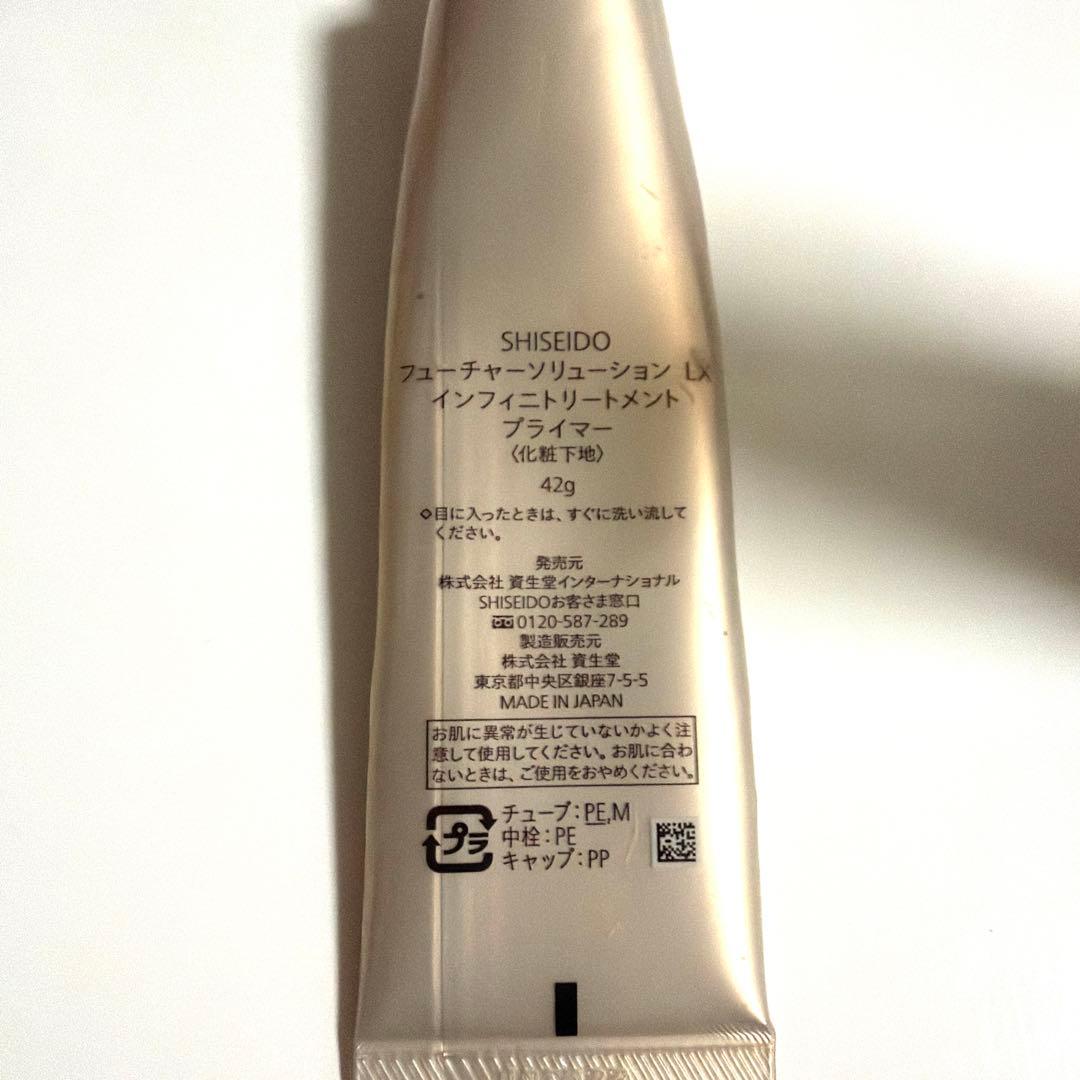 SHISEIDO
フューチャーソリューション LX
インフィニトリートメント
プライマー
〈化粧下地〉
42g
◇目に入ったときは、すぐに洗い流して
ください。
発売元
株式会社 資生堂インターナショナル
SHISEIDOお客さま窓口
0120-587-289
製造販売元
株式会社 資生堂
東京都中央区銀座7-5-5
MADE IN JAPAN
お肌に異常が生じていないかよく注
意して使用してください。お肌に合わ
ないときは、ご使用をおやめください。
プラ
チューブ:PE,M
中栓:PE
キャップ:PP